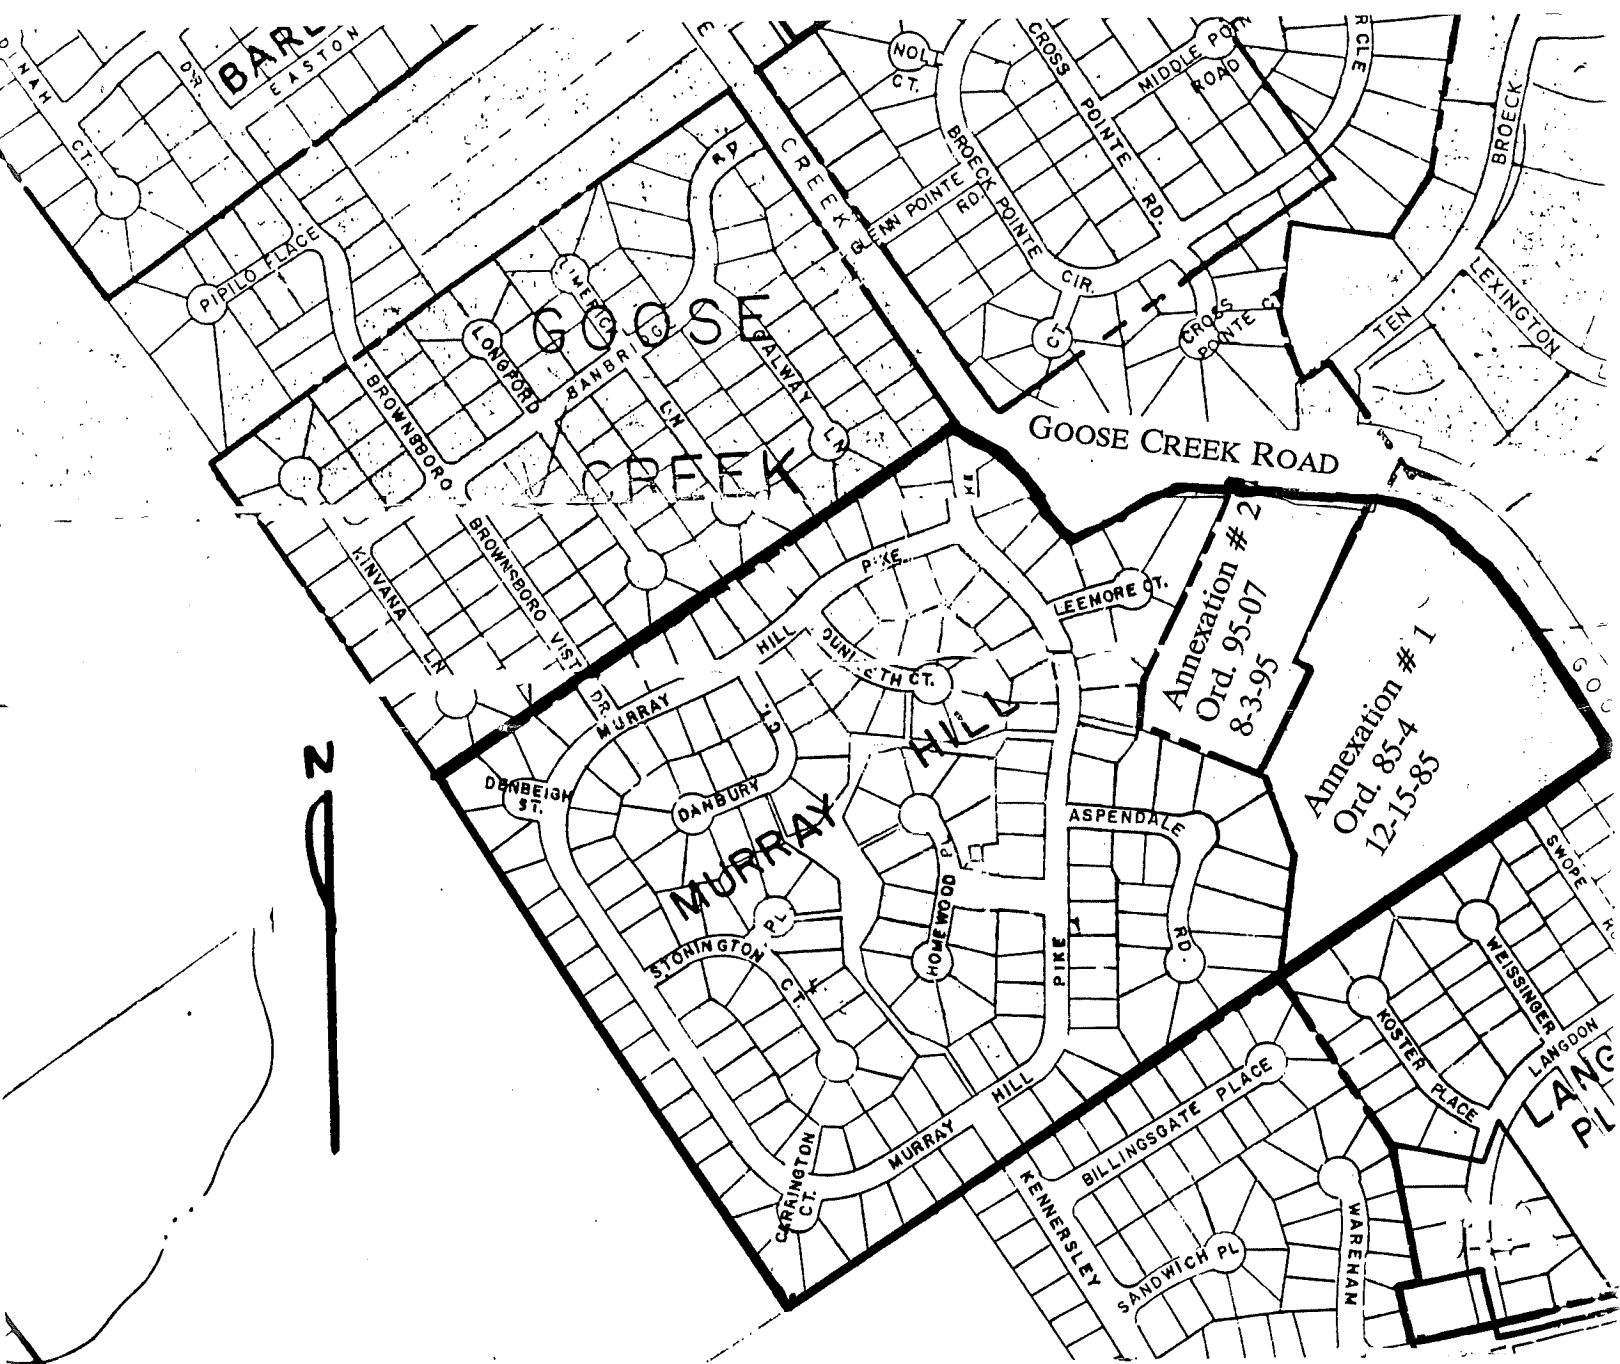 EASTON
DR.
CT.
PIPILO PLACE
BROWNSBORO
LONGFORD
LIMERICK
BANBRIDGE
LN
GALWAY
LN
RD
GOOSE
CREEK
CREEK
NOL
CT.
CROSS
POINTE
RD.
MIDDLE
ROAD
BROECK POINTE
CIR.
GLENN POINTE
RD.
CT.
CROSS
POINTE
TEN
BROECK
LEXINGTON
GOOSE CREEK ROAD
KINVANA
LN
BROWNSBORO
DR.
MURRAY
HILL
PIKE
LEEMORE CT.
CT.
DENBEIGH
ST.
DANBURY
Annexation # 2
Ord. 95-07
8-3-95
Annexation # 1
Ord. 85-4
12-15-85
MURRAY
HILL
ASPENDALE
RD.
HOMEWOOD
PL
PIKE
STONINGTON
PL.
CT.
CARRINGTON
CT.
MURRAY
HILL
N
SWOPE
WEISSINGER
KOSTER
PLACE
LANGDON
BILLINGSGATE PLACE
KENNERSLEY
SANDWICH PL
WAREHAM